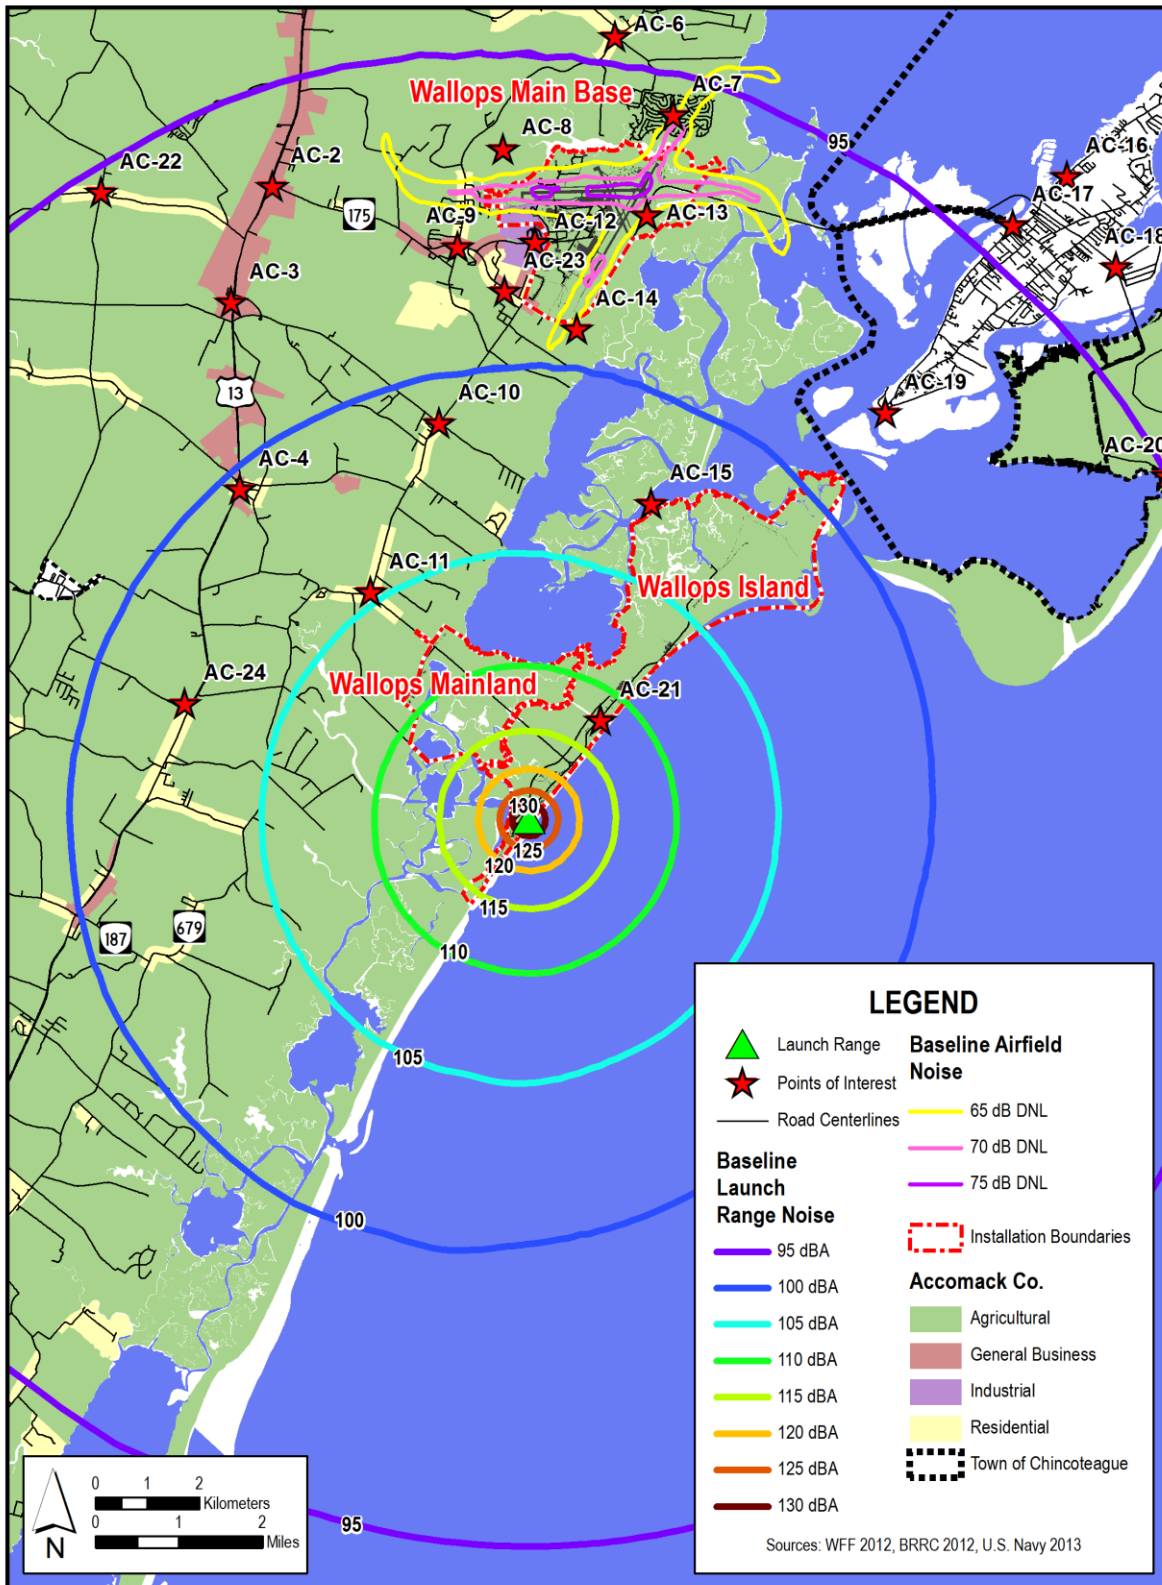 AC-6
Wallops Main Base
AC-7
95
AC-8
AC-16
AC-22
AC-2
AC-17
175
AC-9
AC-12
AC-13
AC-18
AC-3
AC-23
AC-14
13
AC-10
AC-19
AC-4
AC-20
AC-15
AC-11
Wallops Island
Wallops Mainland
AC-24
AC-21
130
125
120
115
187
679
110
105
100
95
LEGEND
Launch Range
Points of Interest
Road Centerlines
Baseline
Launch
Range Noise
95 dBA
100 dBA
105 dBA
110 dBA
115 dBA
120 dBA
125 dBA
130 dBA
Baseline Airfield
Noise
65 dB DNL
70 dB DNL
75 dB DNL
Installation Boundaries
Accomack Co.
Agricultural
General Business
Industrial
Residential
Town of Chincoteague
Sources: WFF 2012, BRRC 2012, U.S. Navy 2013
N
0 1 2
Kilometers
0 1 2
Miles